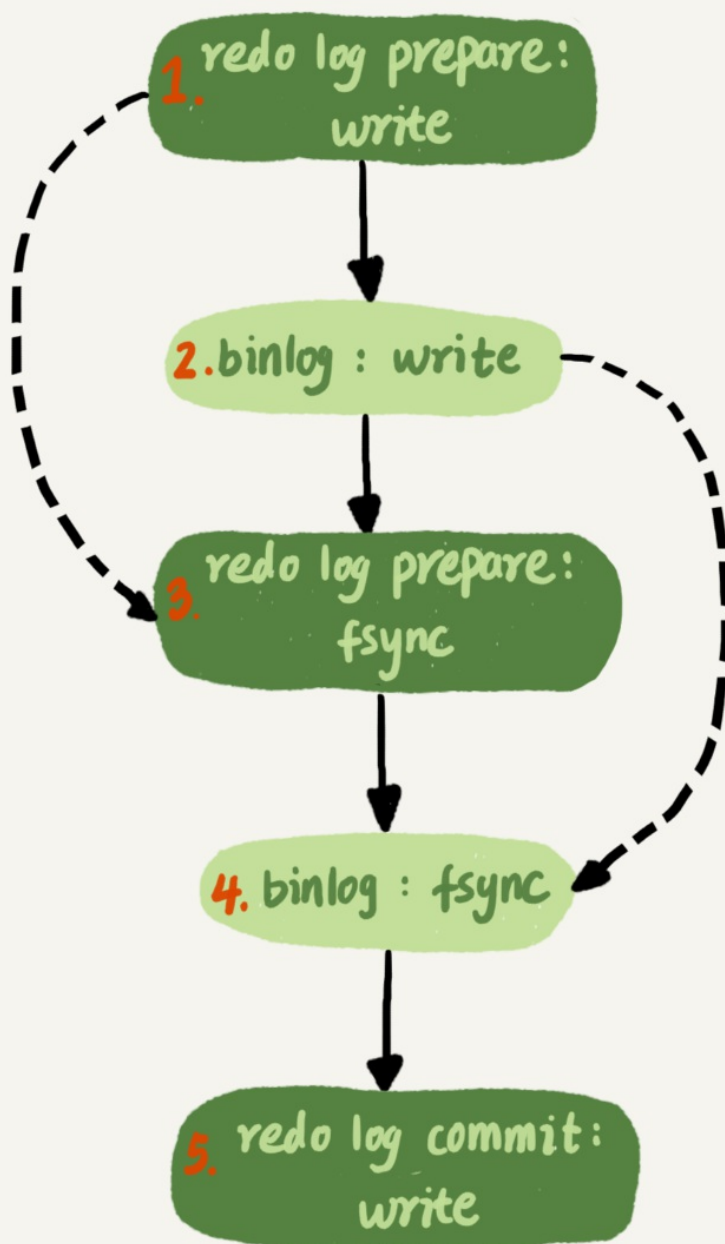 1. redo log prepare:
write
2. binlog : write
3. redo log prepare:
fsync
4. binlog : fsync
5. redo log commit:
write